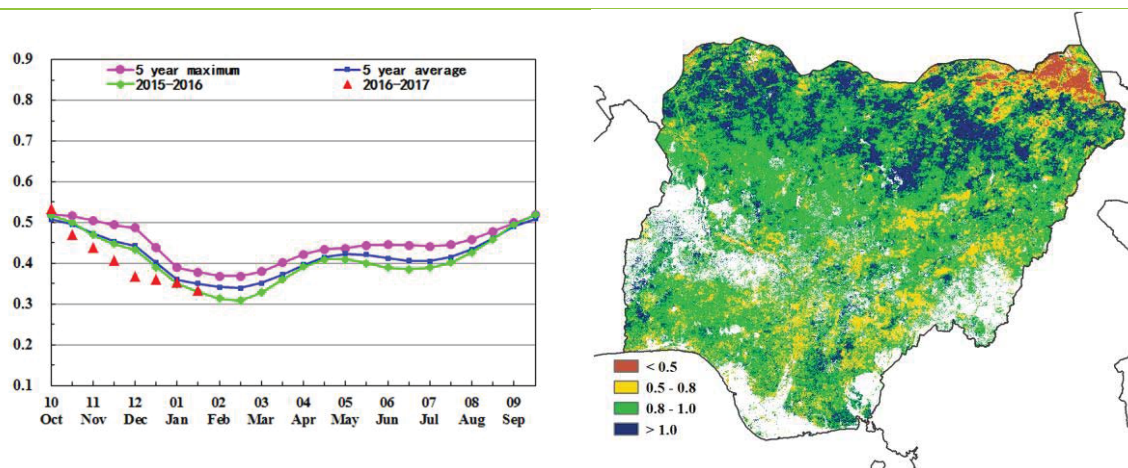 5 year maximum 5 year average
2015-2016 2016-2017
0.9
0.8
0.7
0.6
0.5
0.4
0.3
0.2
0.1
10 11 12 01 02 03 04 05 06 07 08 09
Oct Nov Dec Jan Feb Mar Apr May Jun Jul Aug Sep
< 0.5
0.5 - 0.8
0.8 - 1.0
> 1.0